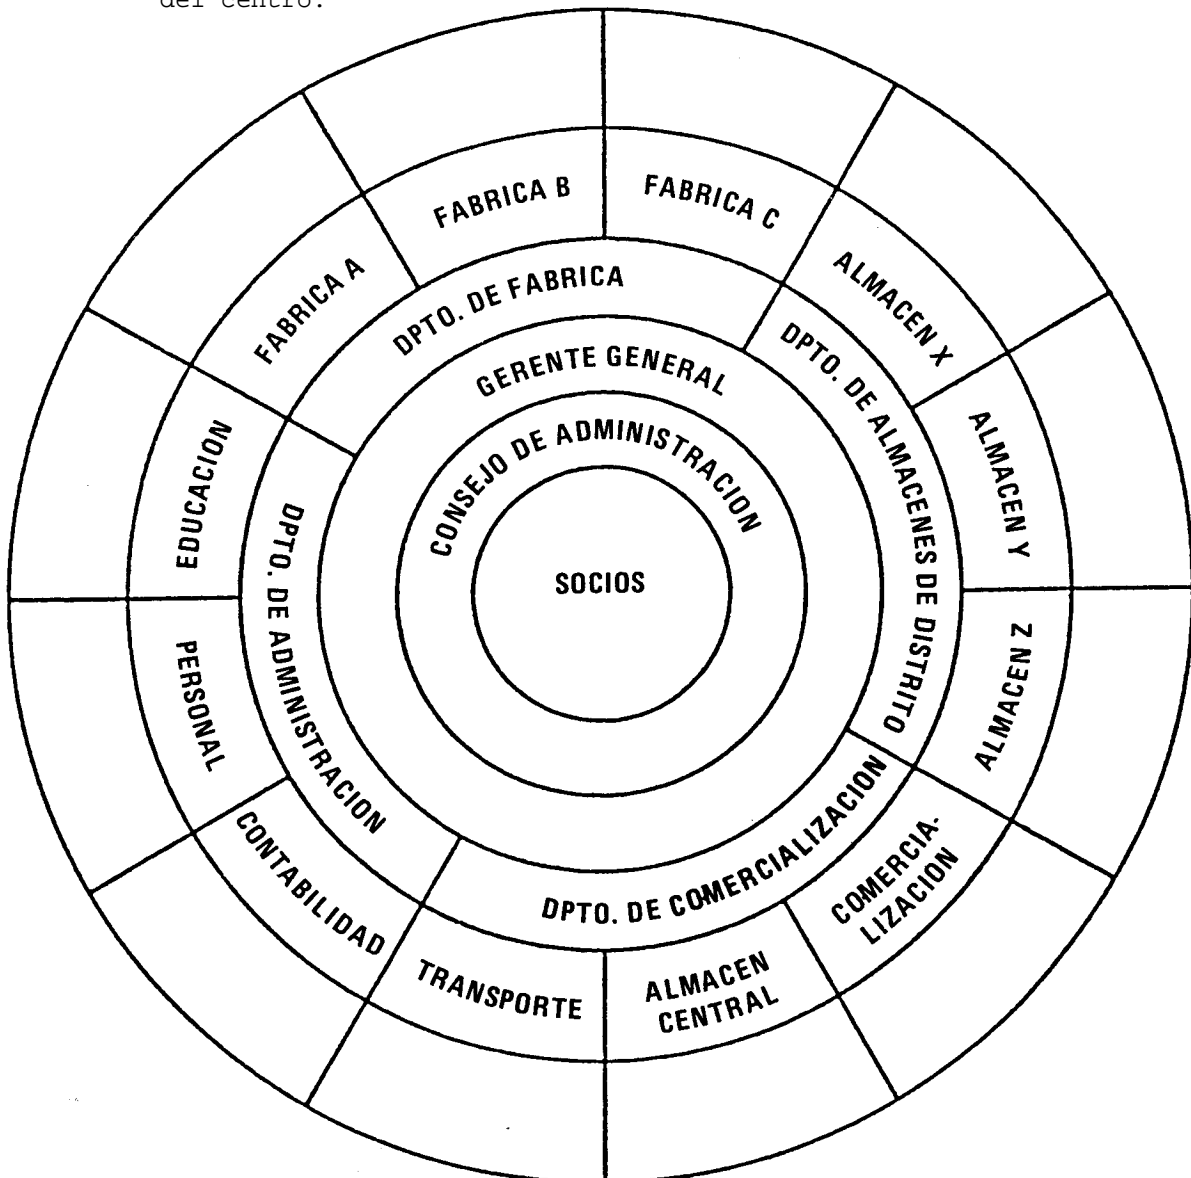 del centro.
FABRICA B
FABRICA C
FABRICA A
ALMACEN X
DPTO. DE FABRICA
GERENTE GENERAL
DPTO. DE ALMACENES DE DISTRITO
CONSEJO DE ADMINISTRACION
ALMACEN Y
EDUCACION
DPTO. DE ADMINISTRACION
SOCIOS
PERSONAL
ALMACEN Z
CONTABILIDAD
DPTO. DE COMERCIALIZACION
COMERCIA-
LIZACION
TRANSPORTE
ALMACEN
CENTRAL